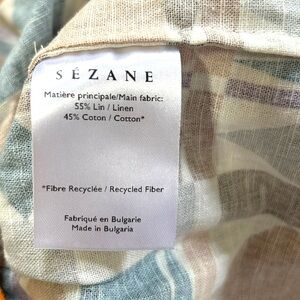 SÉZANE
Matière principale/Main fabric:
55% Lin / Linen
45% Coton / Cotton*
*Fibre Recyclée / Recycled Fiber
Fabriqué en Bulgarie
Made in Bulgaria